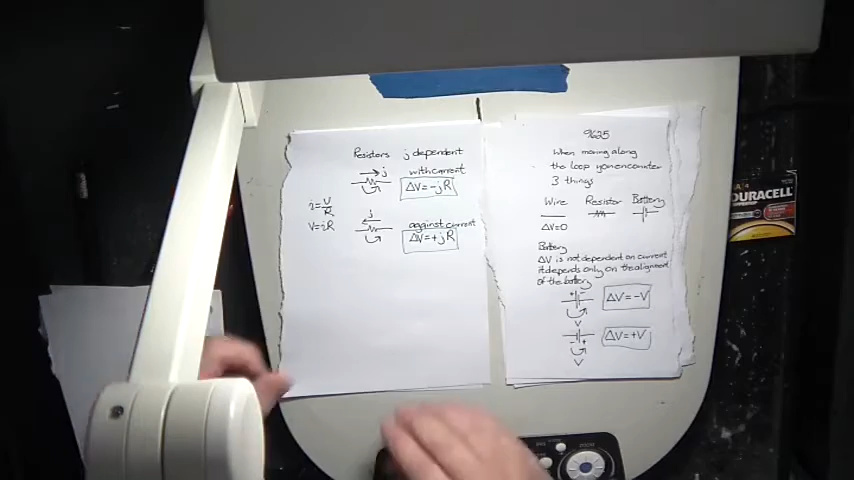 Resistors j dependent
j with current
ΔV=-jR
i=V/R
V=iR
j against current
ΔV=+jR
9625
When moving along
the loop you encounter
3 things
Wire Resistor Battery
ΔV=0
Battery
ΔV is not dependent on current
it depends only on the alignment
of the battery
+ -
ΔV=-V
V
- +
ΔV=+V
V
DURACELL